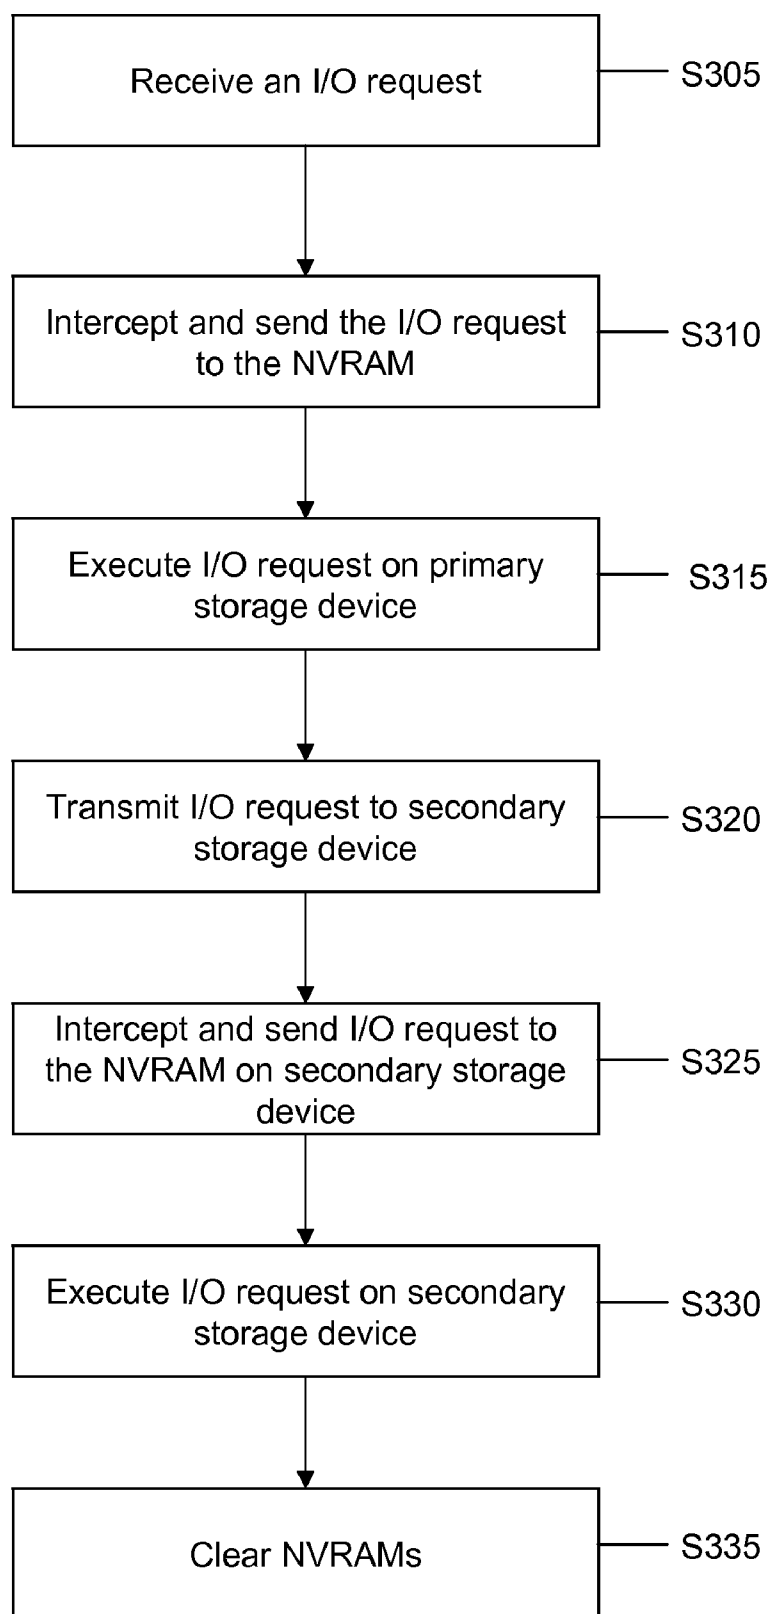 Receive an I/O request
S305
Intercept and send the I/O request
to the NVRAM
S310
Execute I/O request on primary
storage device
S315
Transmit I/O request to secondary
storage device
S320
Intercept and send I/O request to
the NVRAM on secondary storage
device
S325
Execute I/O request on secondary
storage device
S330
Clear NVRAMs
S335